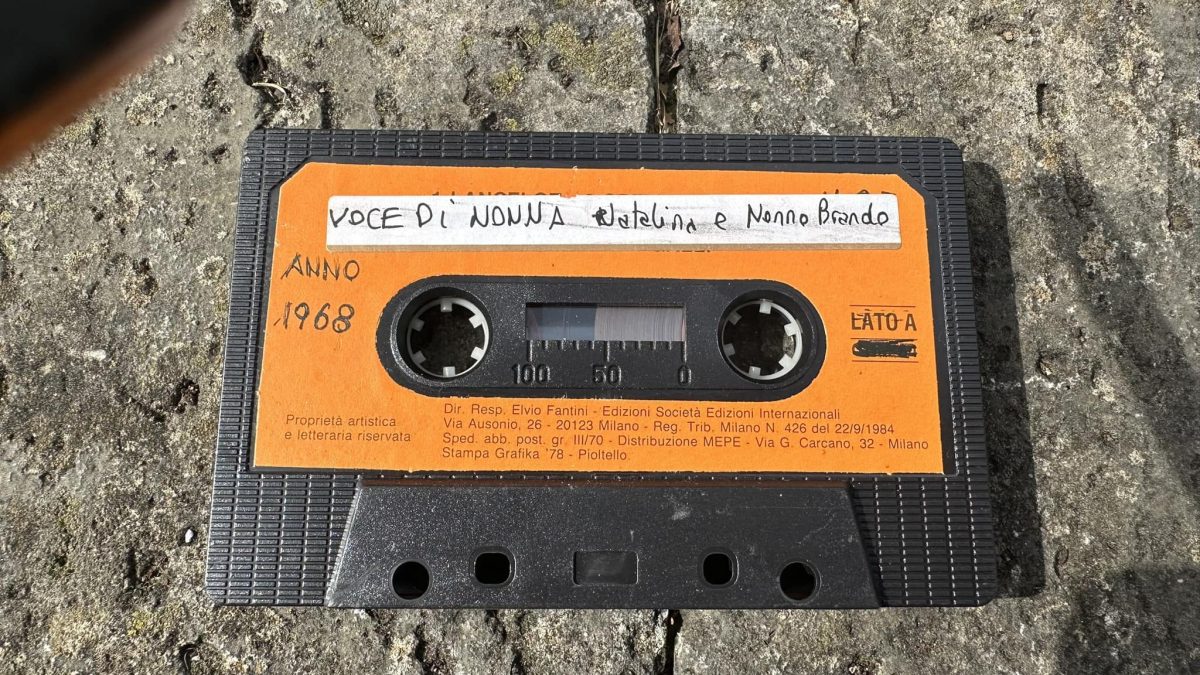 VOCE Di NONNA Natalina e Nonno Brando
ANNO
1968
LATO A
100 50 0
Proprietà artistica
e letteraria riservata
Dir. Resp. Elvio Fantini - Edizioni Società Edizioni Internazionali
Via Ausonio, 26 - 20123 Milano - Reg. Trib. Milano N. 426 del 22/9/1984
Sped. abb. post. gr. III/70 - Distribuzione MEPE - Via G. Carcano, 32 - Milano
Stampa Grafika '78 - Pioltello.